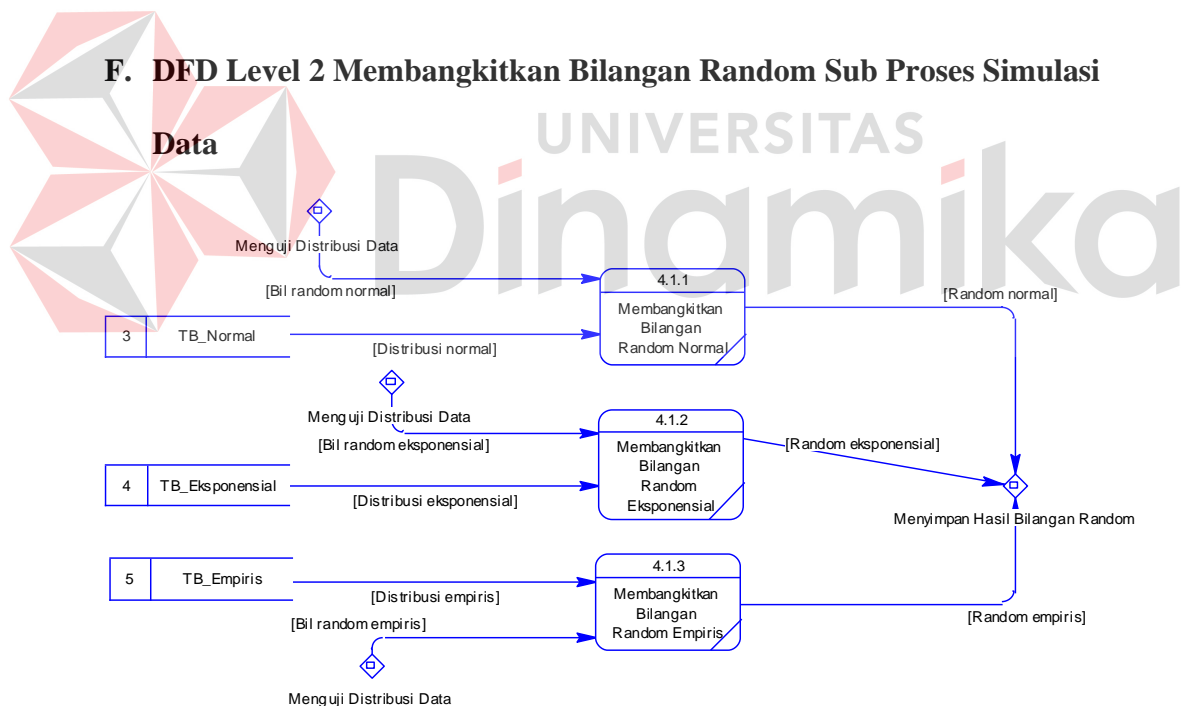 F. DFD Level 2 Membangkitkan Bilangan Random Sub Proses Simulasi
Data
UNIVERSITAS
Dinamika
Menguji Distribusi Data
[Bil random normal]
4.1.1
Membangkitkan
Bilangan
Random Normal
[Random normal]
3 TB_Normal
[Distribusi normal]
Menguji Distribusi Data
[Bil random eksponensial]
4.1.2
Membangkitkan
Bilangan
Random
Eksponensial
[Random eksponensial]
4 TB_Eksponensial
[Distribusi eksponensial]
Menyimpan Hasil Bilangan Random
5 TB_Empiris
[Distribusi empiris]
4.1.3
Membangkitkan
Bilangan
Random Empiris
[Random empiris]
[Bil random empiris]
Menguji Distribusi Data